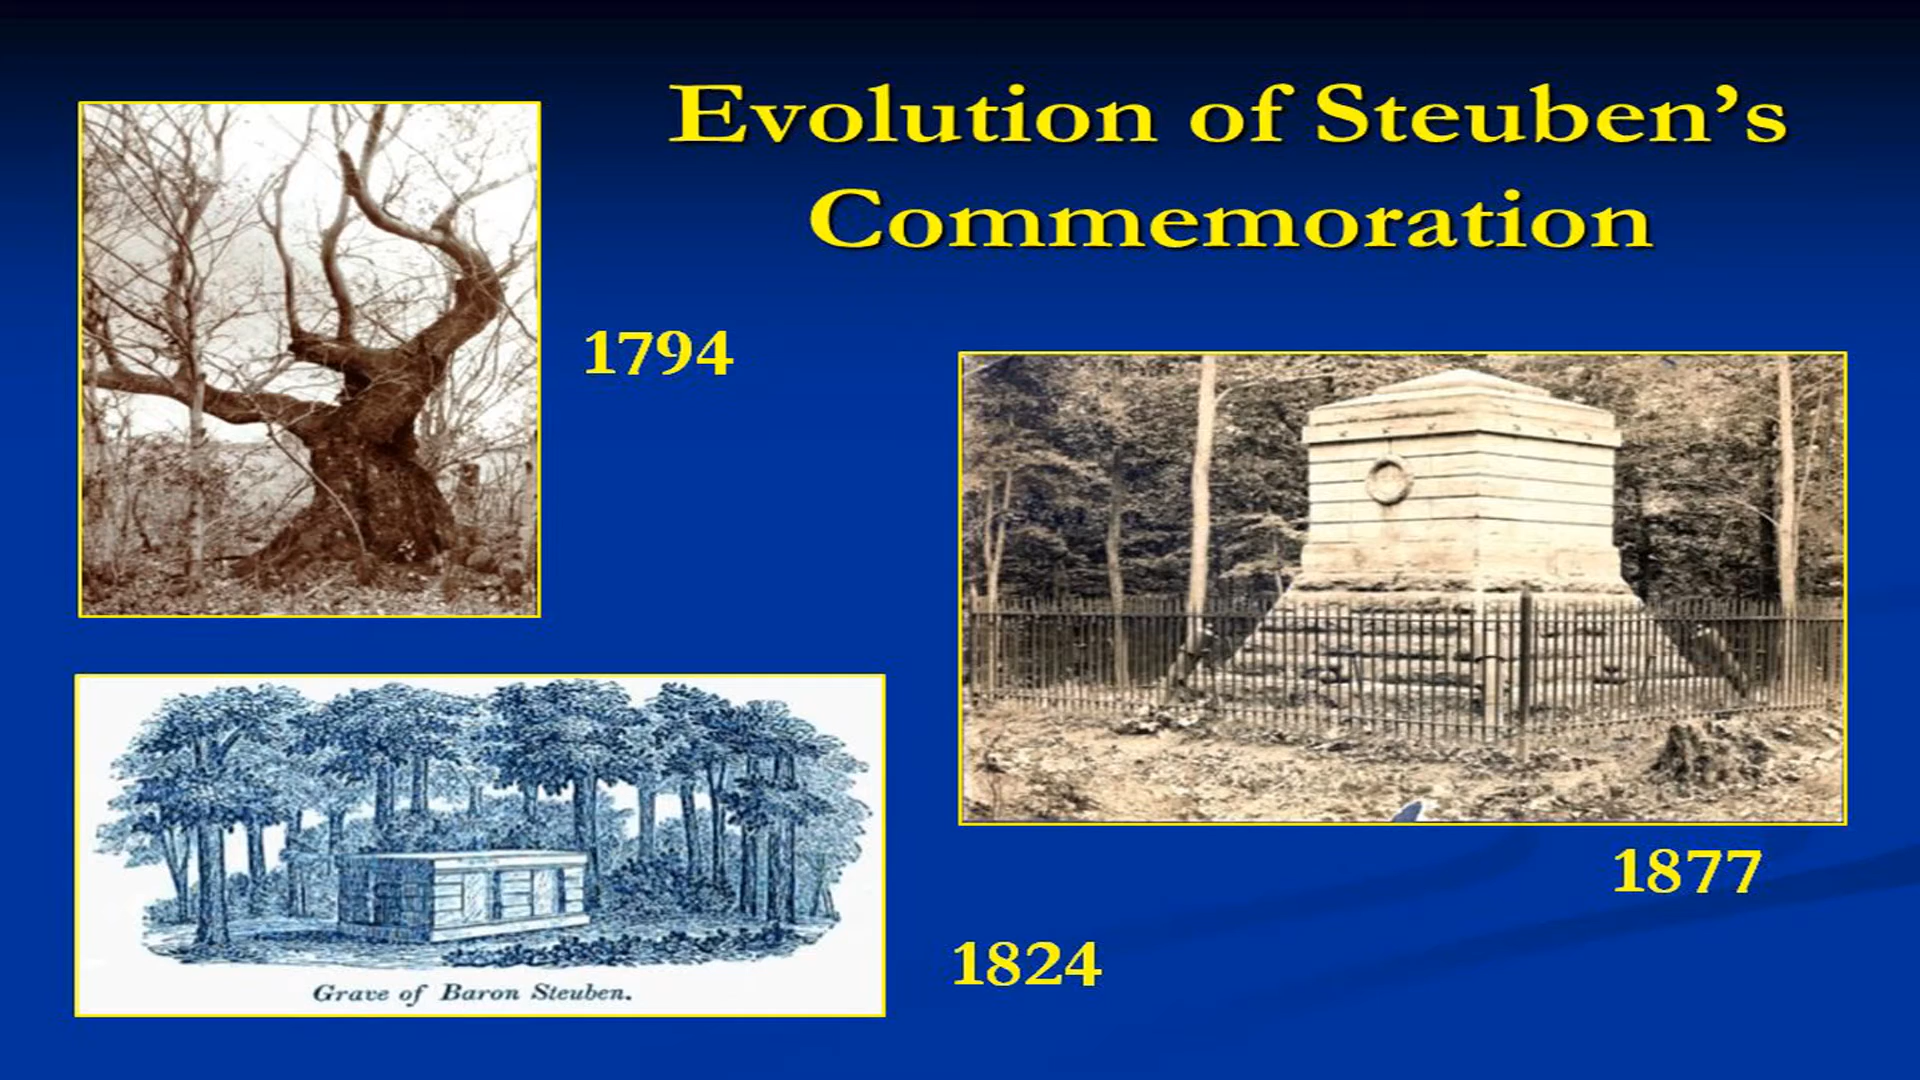 Evolution of Steuben's
Commemoration
1794
1877
1824
Grave of Baron Steuben.